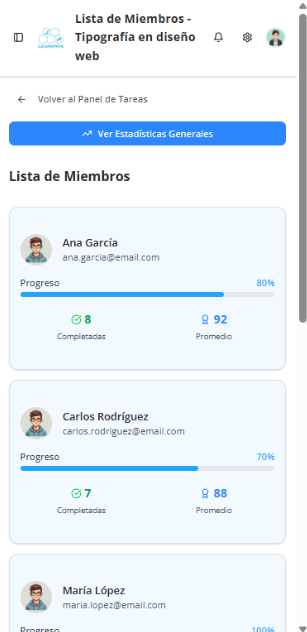 Lista de Miembros -
Tipografía en diseño
web
Volver al Panel de Tareas
Ver Estadísticas Generales
Lista de Miembros
Ana García
ana.garcia@email.com
Progreso 80%
8 92
Completadas Promedio
Carlos Rodríguez
carlos.rodriguez@email.com
Progreso 70%
7 88
Completadas Promedio
María López
maria.lopez@email.com
Progreso 100%